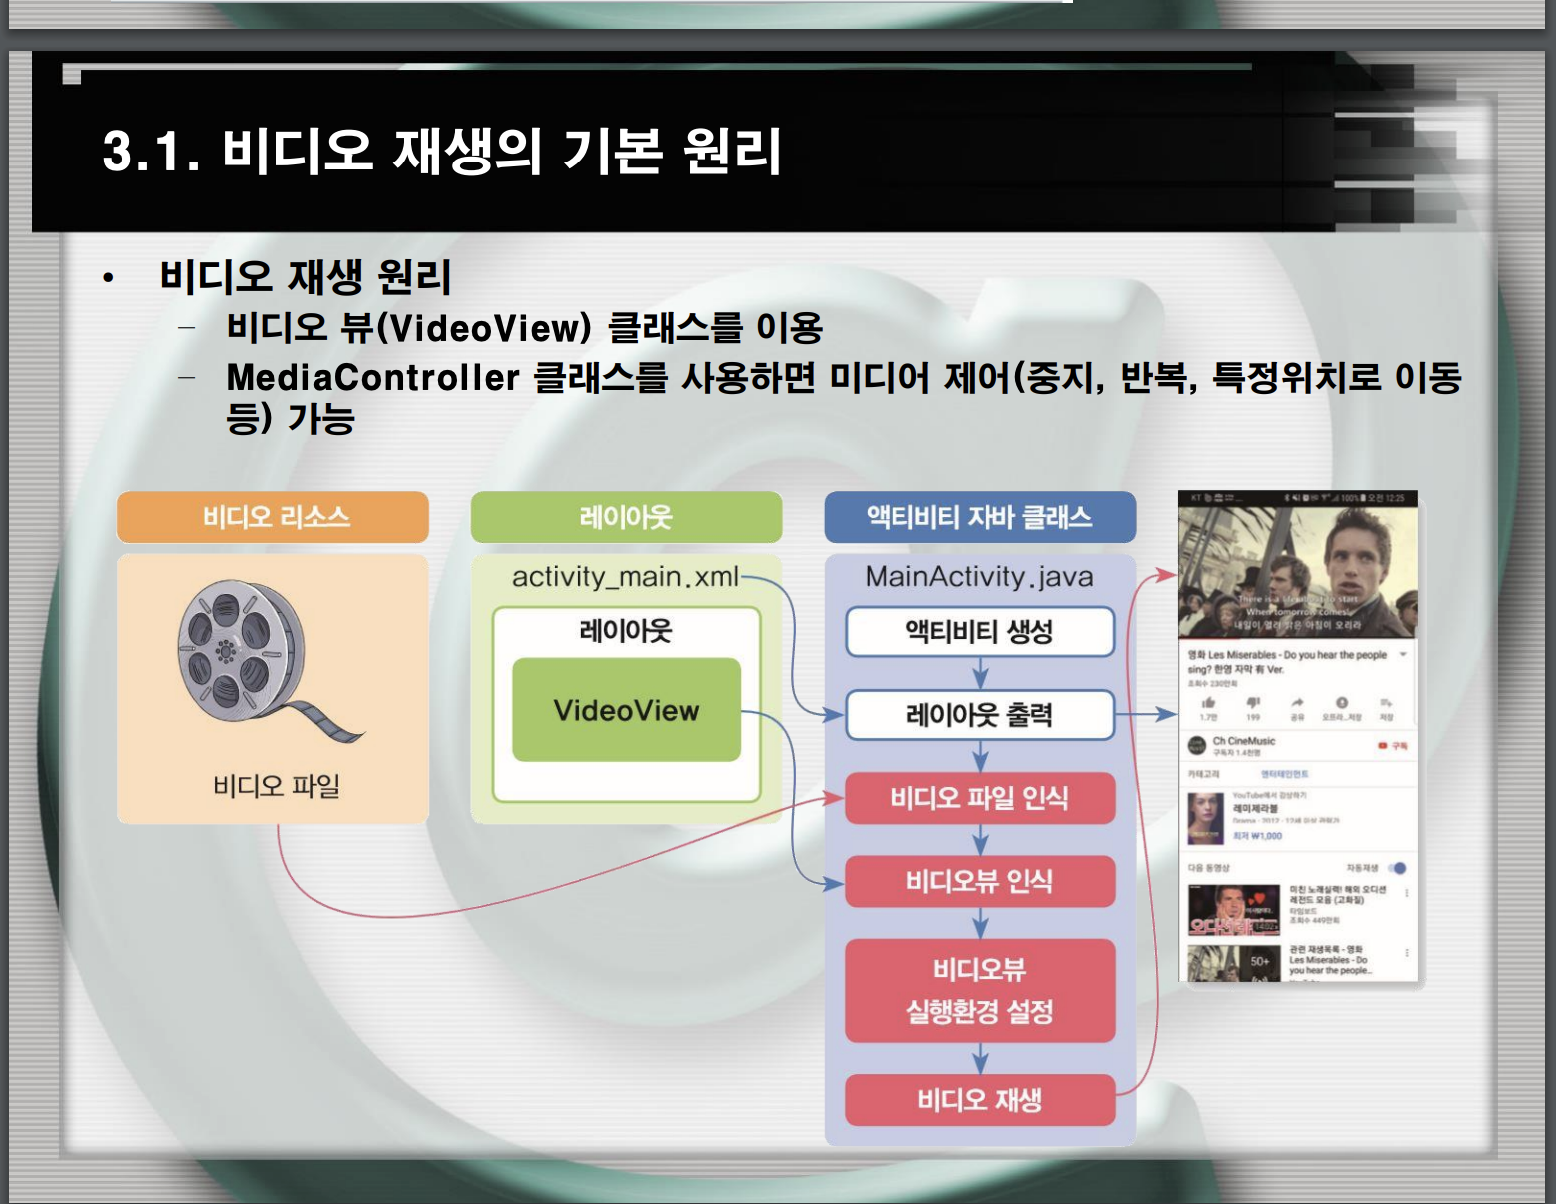 3.1. 비디오 재생의 기본 원리
• 비디오 재생 원리
– 비디오 뷰(VideoView) 클래스를 이용
– MediaController 클래스를 사용하면 미디어 제어(중지, 반복, 특정위치로 이동
등) 가능
비디오 리소스
비디오 파일
레이아웃
activity_main.xml
레이아웃
VideoView
액티비티 자바 클래스
MainActivity.java
액티비티 생성
레이아웃 출력
비디오 파일 인식
비디오뷰 인식
비디오뷰
실행환경 설정
비디오 재생
KT
100% 오전 12:25
There is a life about to start
When tomorrow comes!
내일이 열려 밝은 아침이 오리라
영화 Les Miserables - Do you hear the people
sing? 한영 자막 有 Ver.
조회수 230만회
1.7만 199 공유 오프라...저장 저장
Ch CineMusic
구독자 1.4천명
구독
카테고리 엔터테인먼트
YouTube에서 감상하기
레미제라블
Drama · 2012 ·
최저 ₩1,000
다음 동영상 자동재생
미친 노래실력! 해외 오디션
레전드 모음 (고화질)
조회수 449만회
14:02
50+
관련 재생목록 - 영화
Les Miserables - Do
you hear the people...